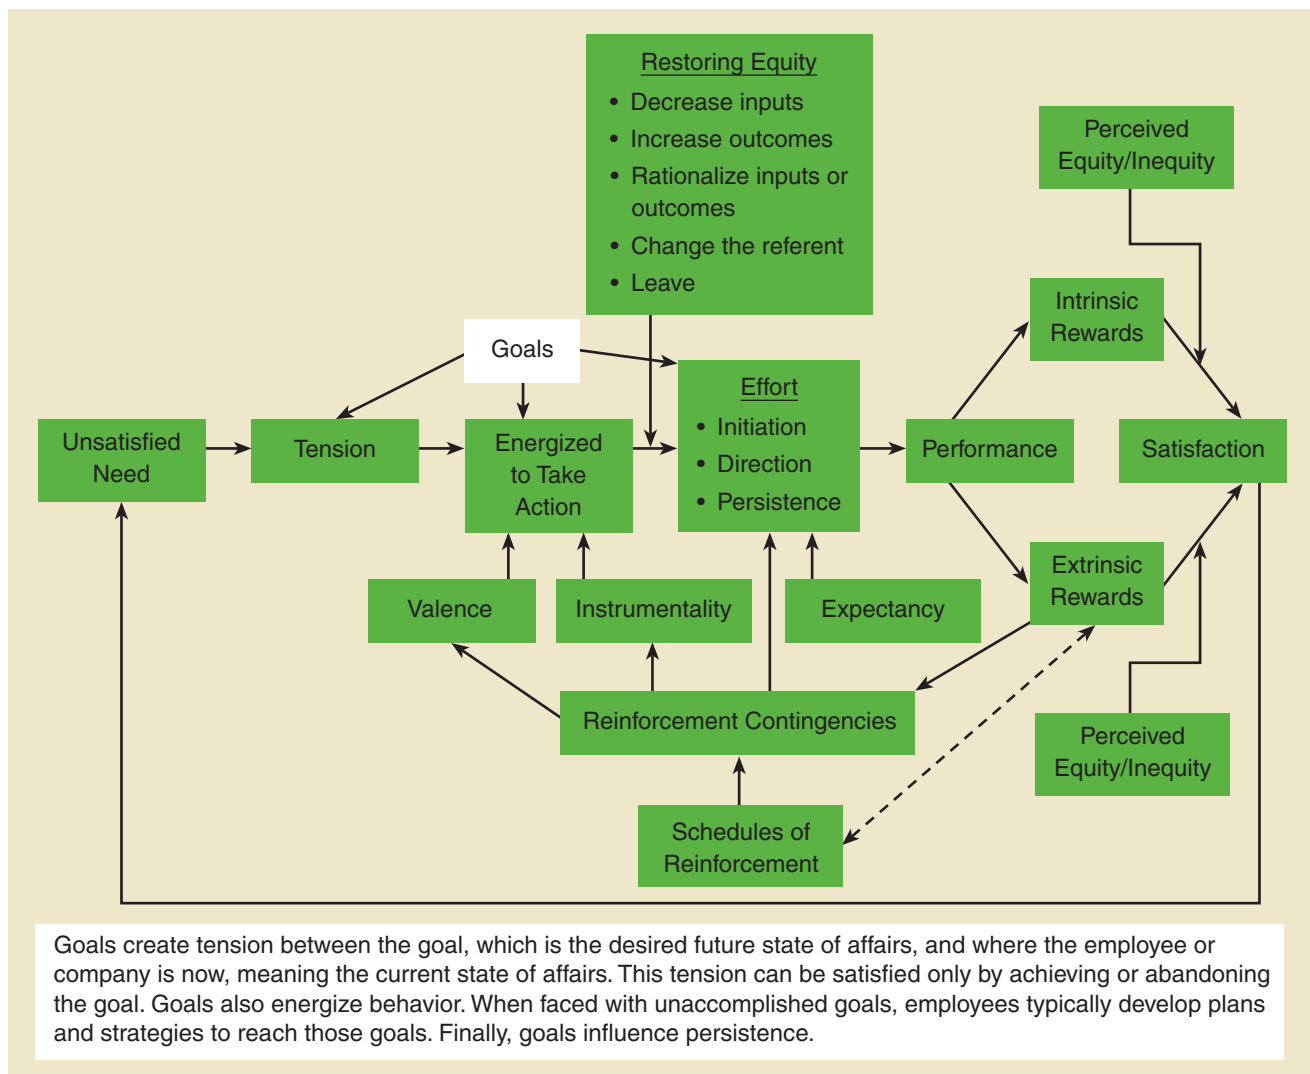 Restoring Equity
• Decrease inputs
• Increase outcomes
• Rationalize inputs or
outcomes
• Change the referent
• Leave
Perceived
Equity/Inequity
Intrinsic
Rewards
Goals
Effort
• Initiation
• Direction
• Persistence
Unsatisfied
Need
Tension
Energized
to Take
Action
Performance
Satisfaction
Valence
Instrumentality
Expectancy
Extrinsic
Rewards
Reinforcement Contingencies
Perceived
Equity/Inequity
Schedules of
Reinforcement
Goals create tension between the goal, which is the desired future state of affairs, and where the employee or
company is now, meaning the current state of affairs. This tension can be satisfied only by achieving or abandoning
the goal. Goals also energize behavior. When faced with unaccomplished goals, employees typically develop plans
and strategies to reach those goals. Finally, goals influence persistence.